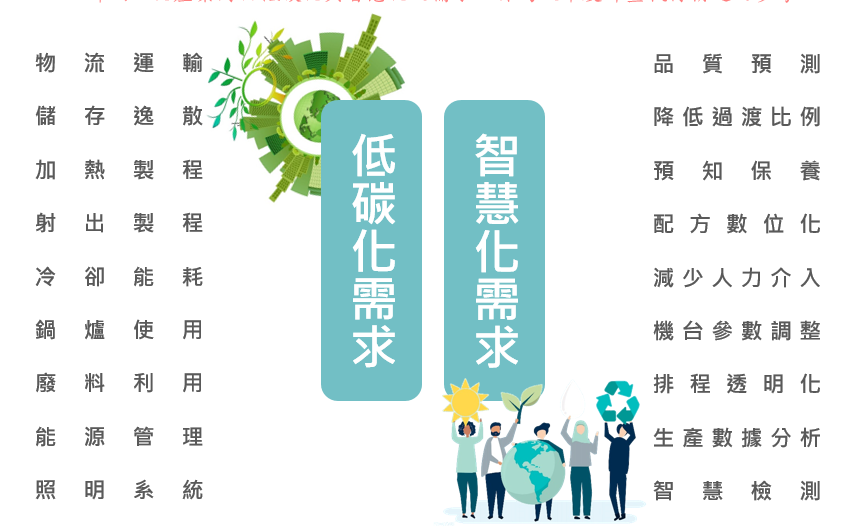 物流運輸
儲存逸散
加熱製程
射出製程
冷卻能耗
鍋爐使用
廢料利用
能源管理
照明系統
低碳化需求
智慧化需求
品質預測
降低過渡比例
預知保養
配方數位化
減少人力介入
機台參數調整
排程透明化
生產數據分析
智慧檢測